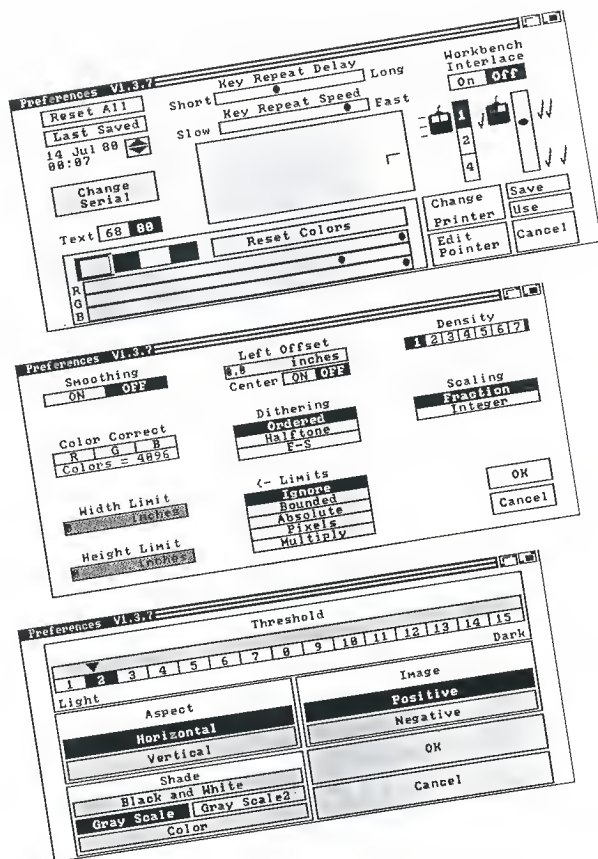 Preferences V1.3.7
Reset All
Last Saved
14 Jul 80
00:07
Change
Serial
Text 60 80
Key Repeat Delay
Short Long
Key Repeat Speed
Slow Fast
Workbench
Interlace
On Off
1
2
4
Reset Colors
R
G
B
Change
Printer
Edit
Pointer
Save
Use
Cancel
Preferences V1.3.7
Smoothing
ON OFF
Left Offset
0.0 inches
Center ON OFF
Density
1 2 3 4 5 6 7
Color Correct
R G B
Colors = 4096
Dithering
Ordered
Halftone
F-S
Scaling
Fraction
Integer
Width Limit
0 inches
Height Limit
0 inches
<- Limits
Ignore
Bounded
Absolute
Pixels
Multiply
OK
Cancel
Preferences V1.3.7
Threshold
1 2 3 4 5 6 7 8 9 10 11 12 13 14 15
Light Dark
Aspect
Horizontal
Vertical
Shade
Black and White
Gray Scale Gray Scale2
Color
Image
Positive
Negative
OK
Cancel